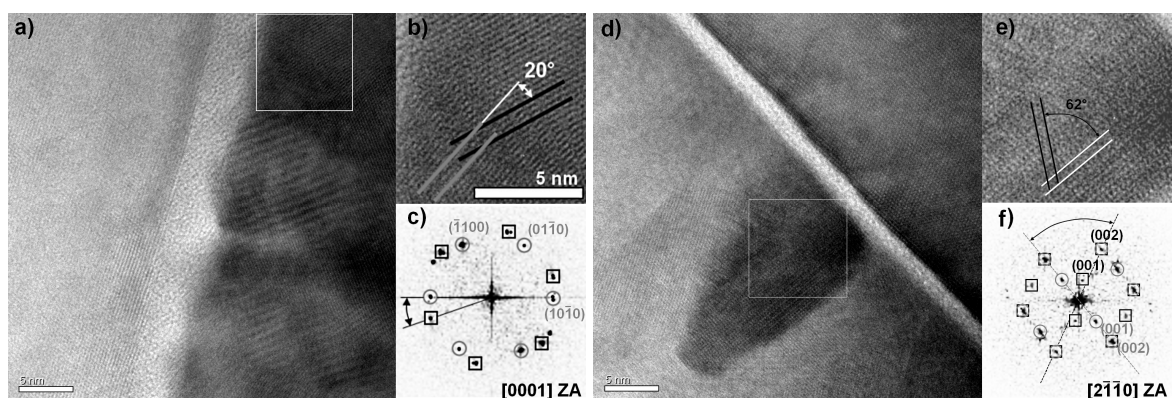 a)
5 nm
b)
20°
5 nm
c)
(1̄100)
(011̄0)
(101̄0)
[0001] ZA
d)
5 nm
e)
62°
f)
(002)
(001)
(001)
(002)
[21̄1̄0] ZA